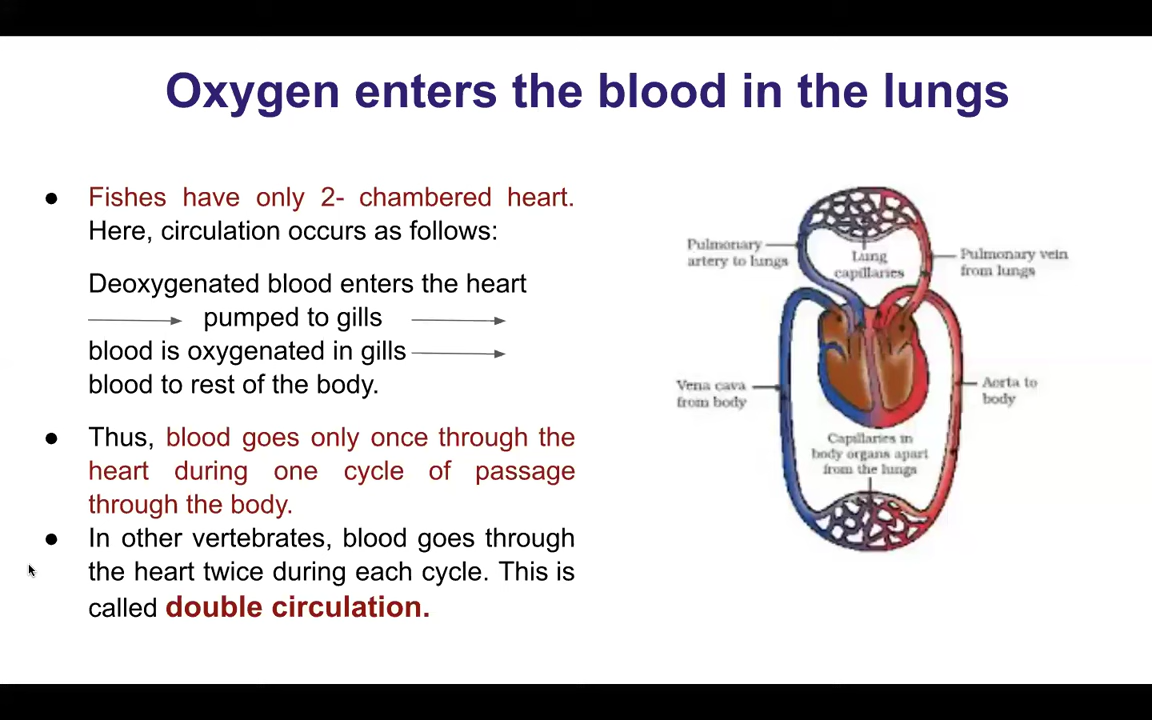 Oxygen enters the blood in the lungs
● Fishes have only 2- chambered heart.
Here, circulation occurs as follows:
Deoxygenated blood enters the heart
pumped to gills
blood is oxygenated in gills
blood to rest of the body.
● Thus, blood goes only once through the
heart during one cycle of passage
through the body.
● In other vertebrates, blood goes through
the heart twice during each cycle. This is
called double circulation.
Pulmonary
artery to lungs
Lung
capillaries
Pulmonary vein
from lungs
Vena cava
from body
Aorta to
body
Capillaries in
body organs apart
from the lungs